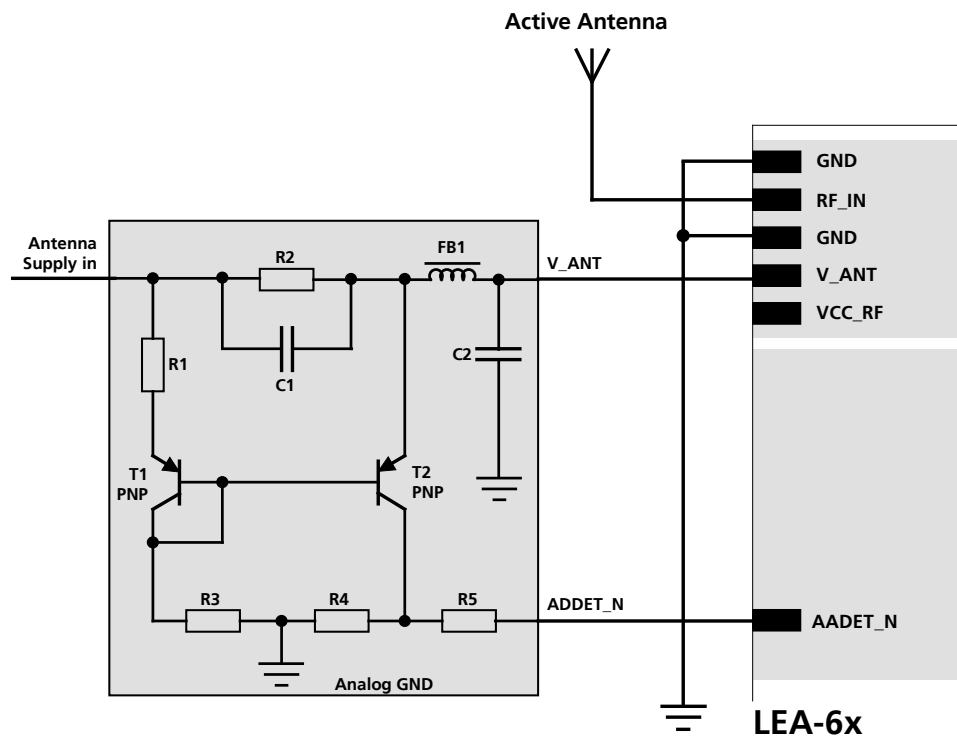 Active Antenna
GND
RF_IN
GND
V_ANT
VCC_RF
Antenna
Supply in
R2
FB1
V_ANT
C1
C2
R1
T1
PNP
T2
PNP
R3
R4
R5
ADDET_N
AADET_N
Analog GND
LEA-6x